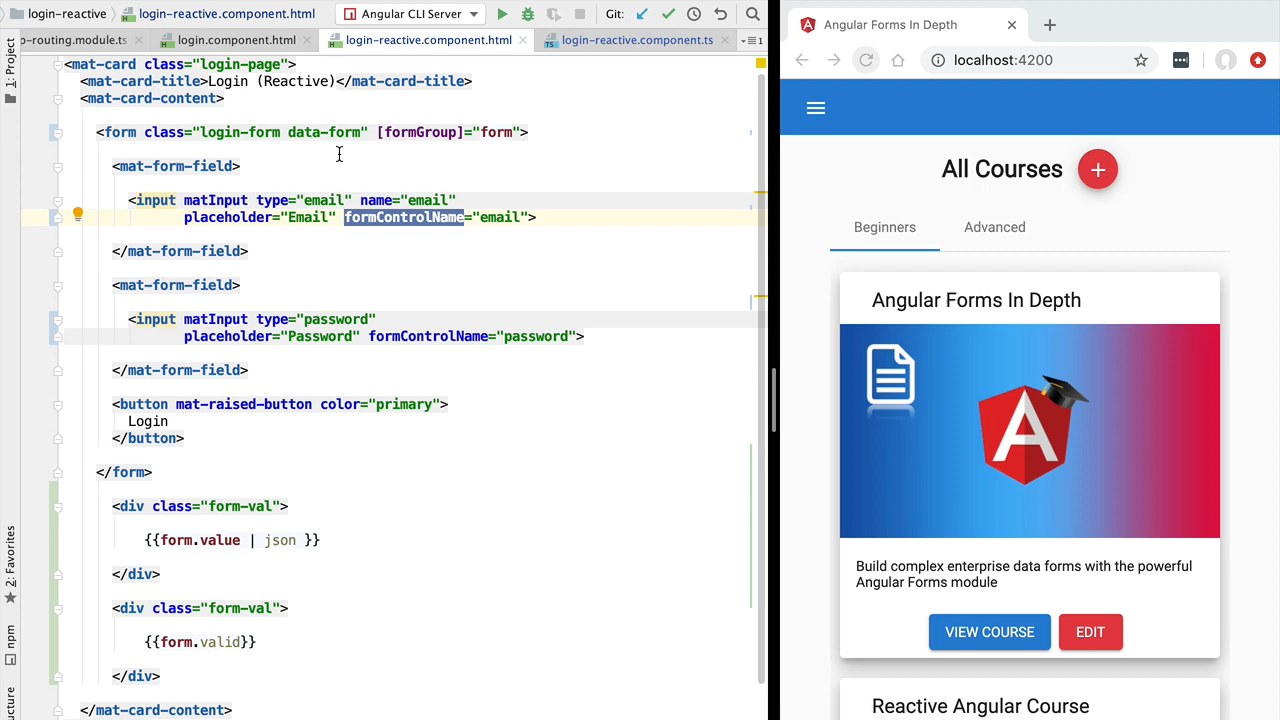 login-reactive
login-reactive.component.html
Angular CLI Server
Git:
o-routing.module.ts
login.component.html
login-reactive.component.html
login-reactive.component.ts
1
1: Project
2: Favorites
npm
ucture
<mat-card class="login-page">
<mat-card-title>Login (Reactive)</mat-card-title>
<mat-card-content>
<form class="login-form data-form" [formGroup]="form">
<mat-form-field>
<input matInput type="email" name="email"
placeholder="Email" formControlName="email">
</mat-form-field>
<mat-form-field>
<input matInput type="password"
placeholder="Password" formControlName="password">
</mat-form-field>
<button mat-raised-button color="primary">
Login
</button>
</form>
<div class="form-val">
{{form.value | json }}
</div>
<div class="form-val">
{{form.valid}}
</div>
</mat-card-content>
Angular Forms In Depth
localhost:4200
All Courses
+
Beginners
Advanced
Angular Forms In Depth
A
Build complex enterprise data forms with the powerful
Angular Forms module
VIEW COURSE
EDIT
Reactive Angular Course